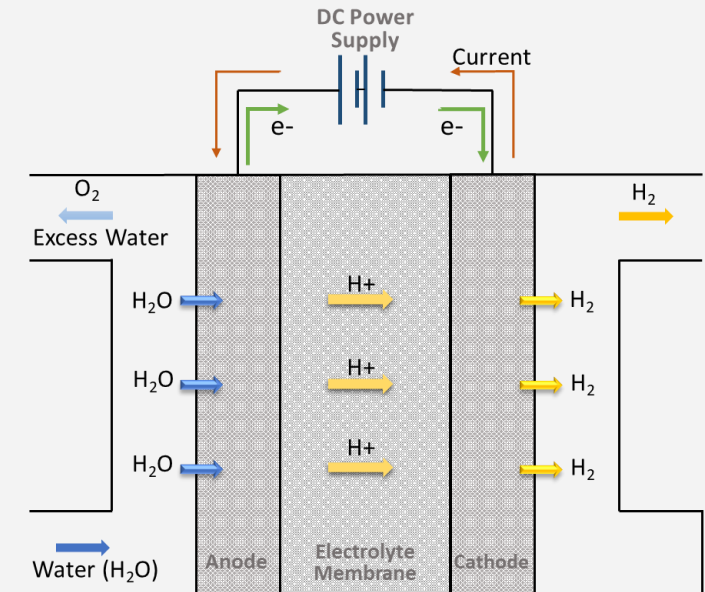 DC Power
Supply
Current
e-
e-
O₂
Excess Water
H₂
H₂O
H+
H₂
H₂O
H+
H₂
H₂O
H+
H₂
Anode
Electrolyte
Membrane
Cathode
Water (H₂O)